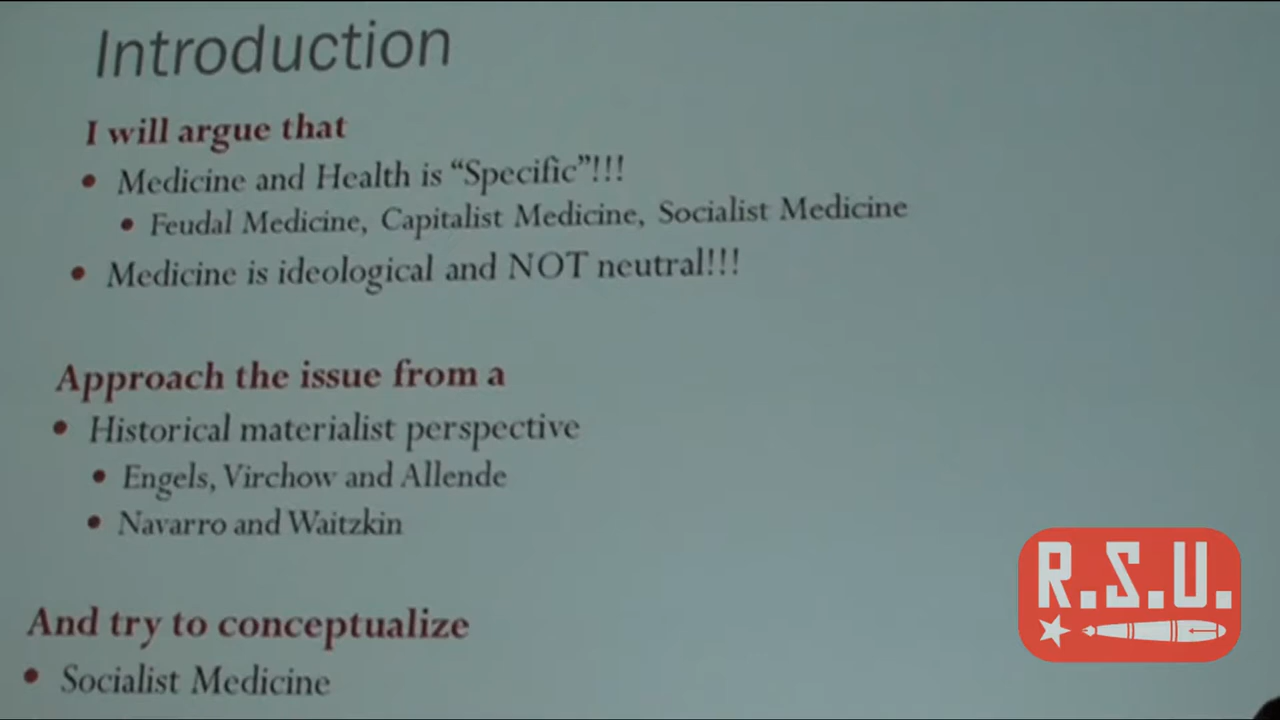 Introduction
I will argue that
• Medicine and Health is “Specific”!!!
• Feudal Medicine, Capitalist Medicine, Socialist Medicine
• Medicine is ideological and NOT neutral!!!
Approach the issue from a
• Historical materialist perspective
• Engels, Virchow and Allende
• Navarro and Waitzkin
And try to conceptualize
• Socialist Medicine
R.S.U.